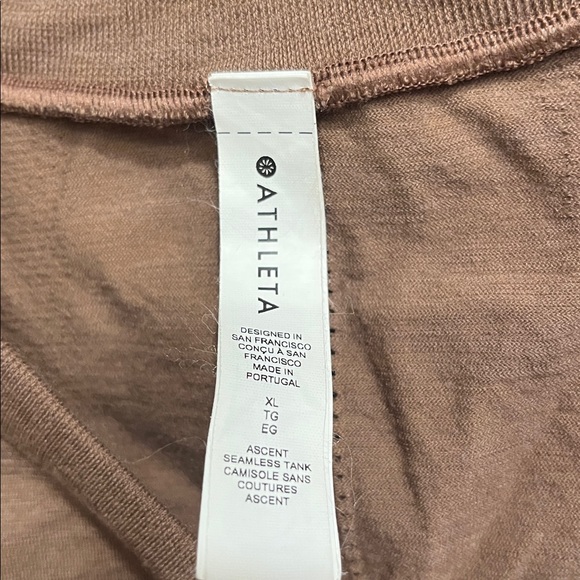 ATHLETA
DESIGNED IN
SAN FRANCISCO
CONÇU À SAN
FRANCISCO
MADE IN
PORTUGAL
XL
TG
EG
ASCENT
SEAMLESS TANK
CAMISOLE SANS
COUTURES
ASCENT